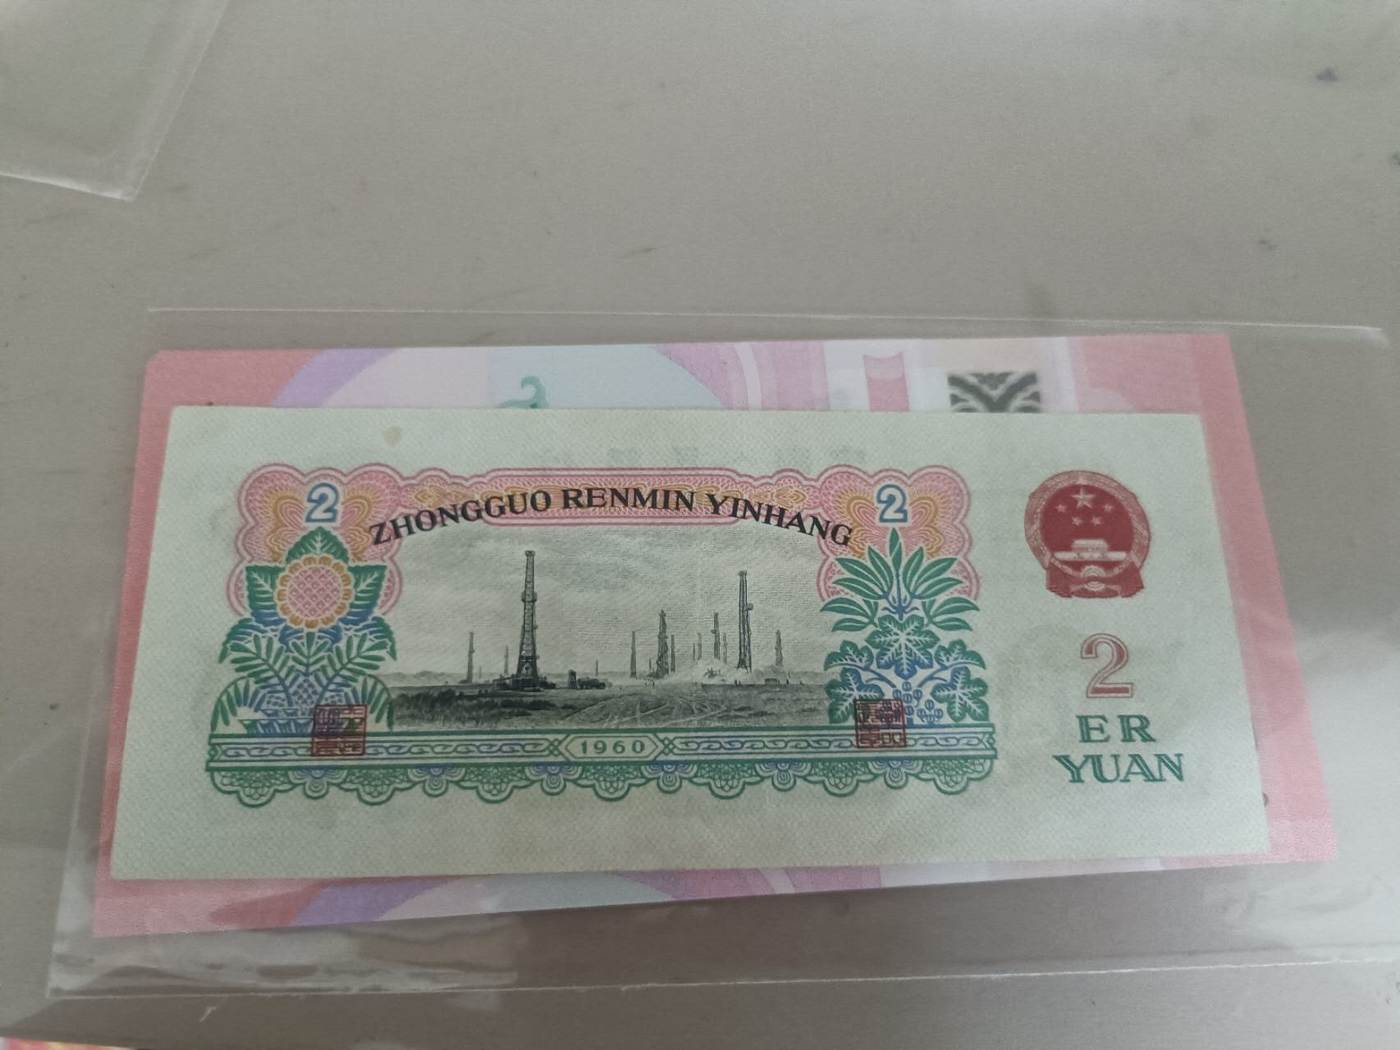 2
ZHONGGUO RENMIN YINHANG
2
1960
2
ER
YUAN